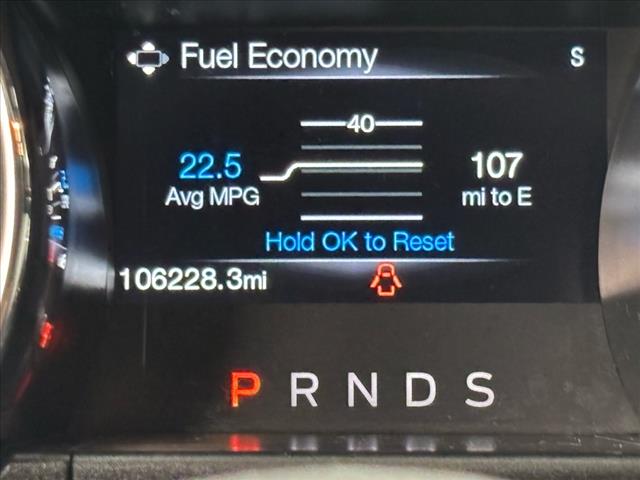 Fuel Economy S
40
22.5 107
Avg MPG mi to E
Hold OK to Reset
106228.3mi
P R N D S